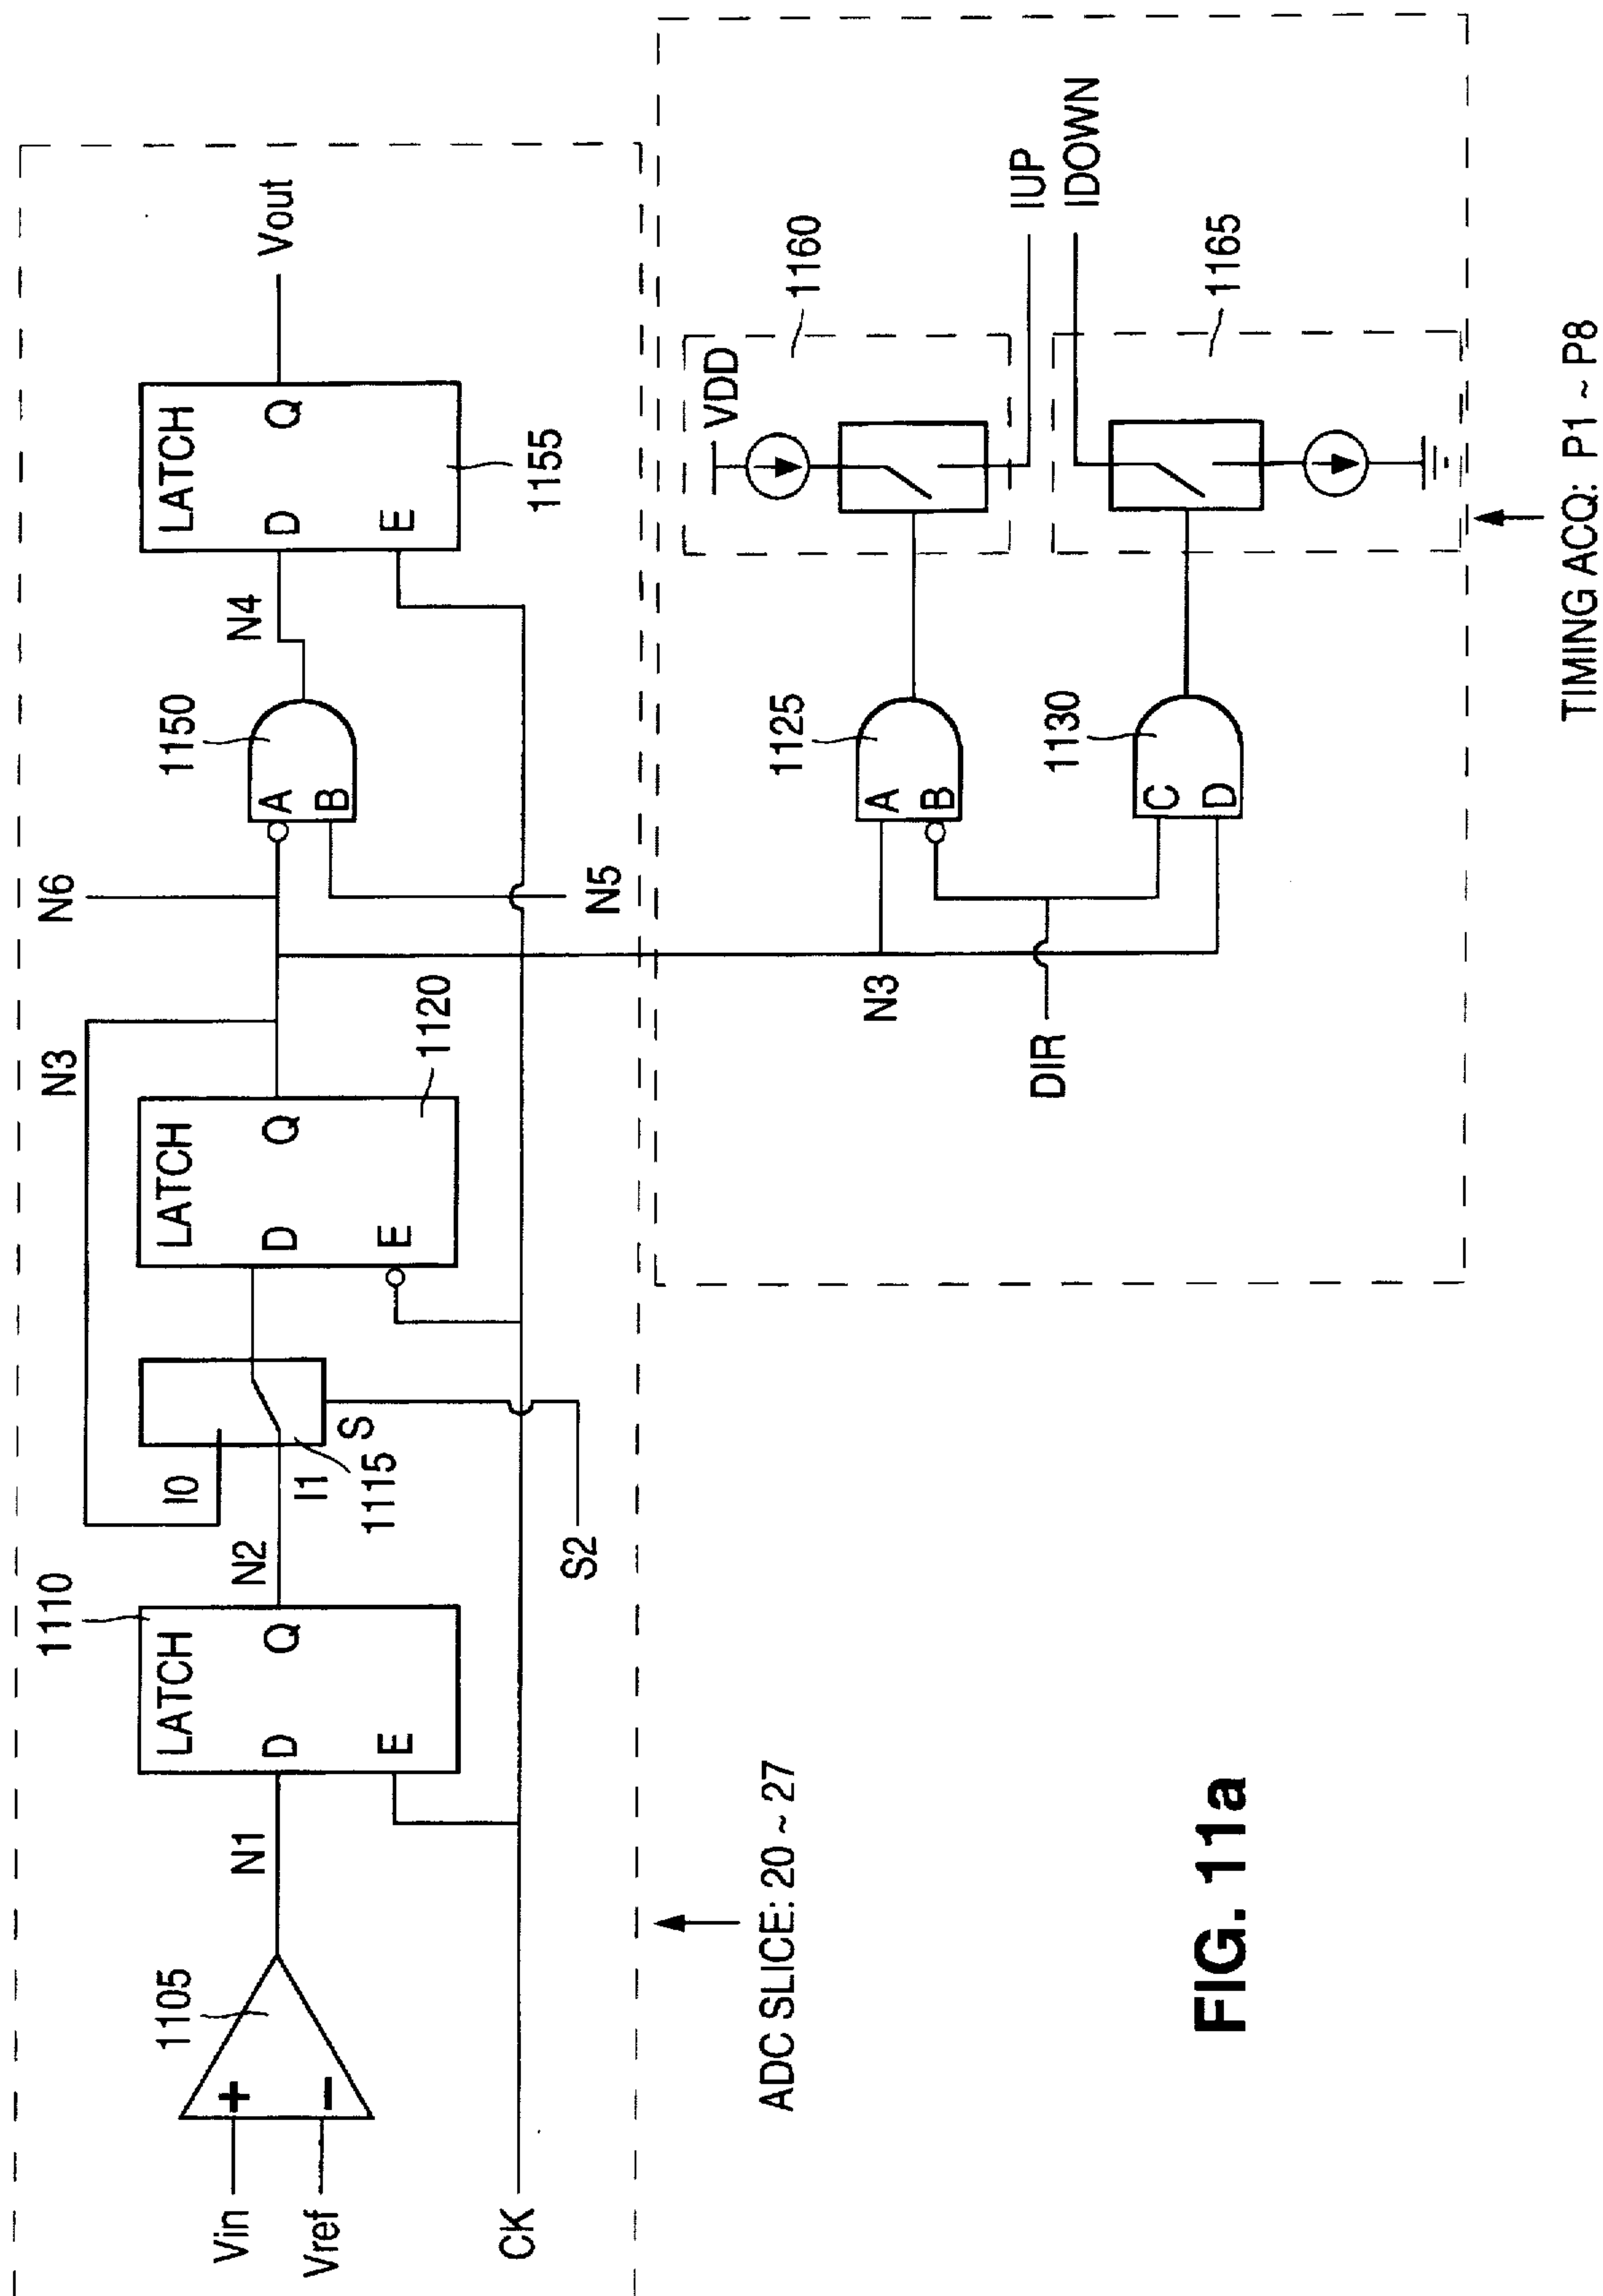 Vin
Vref
CK
+
−
1105
N1
1110
LATCH
D
Q
E
N2
I0
I1
S
1115
S2
N3
LATCH
D
Q
E
1120
N6
N5
1150
A
B
N4
LATCH
D
Q
E
1155
Vout
ADC SLICE: 20 ~ 27
N3
DIR
1125
A
B
1130
C
D
VDD
1160
1165
IUP
IDOWN
TIMING ACQ: P1 ~ P8
FIG. 11a